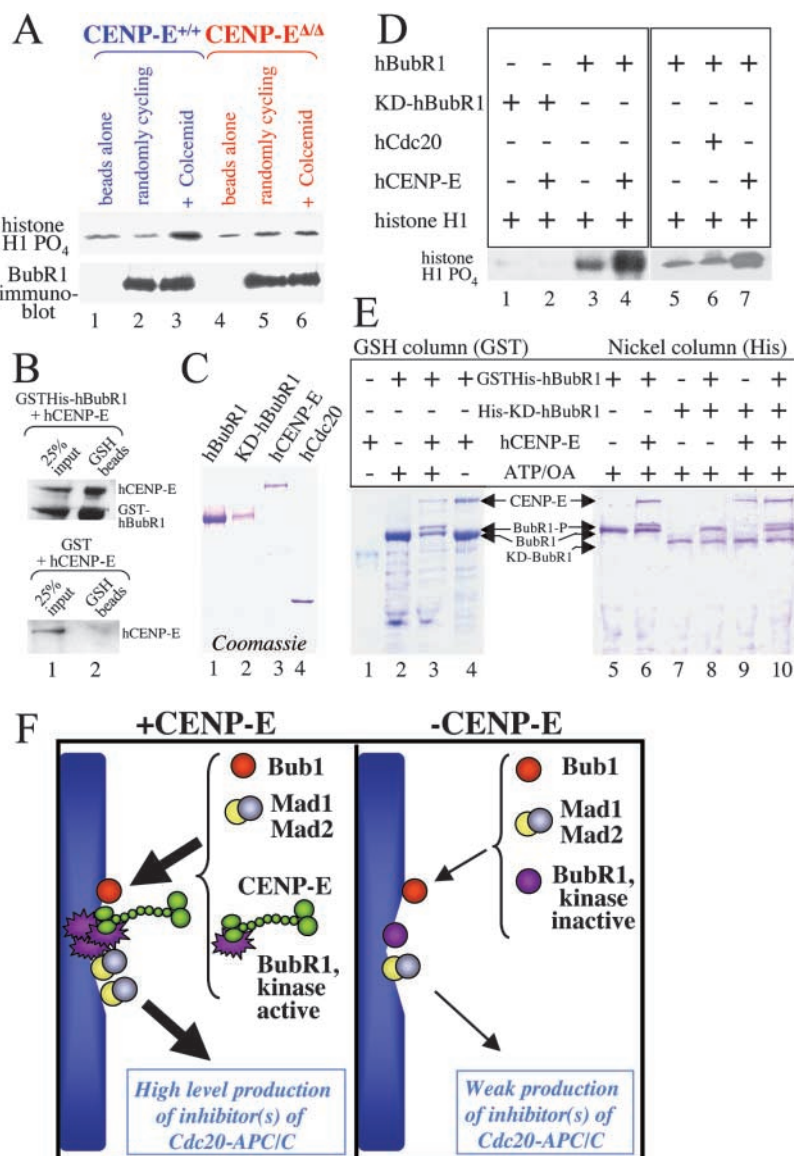 A
CENP-E+/+ CENP-EΔ/Δ
beads alone
randomly cycling
+ Colcemid
beads alone
randomly cycling
+ Colcemid
histone
H1 PO4
BubR1
immuno-
blot
1 2 3 4 5 6
B
GSTHis-hBubR1
+ hCENP-E
25%
input
GSH
beads
hCENP-E
GST-
hBubR1
GST
+ hCENP-E
25%
input
GSH
beads
hCENP-E
1 2
C
hBubR1
KD-hBubR1
hCENP-E
hCdc20
Coomassie
1 2 3 4
D
hBubR1 - - + + + + +
KD-hBubR1 + + - - - - -
hCdc20 - - - - - + -
hCENP-E - + - + - - +
histone H1 + + + + + + +
histone
H1 PO4
1 2 3 4 5 6 7
E
GSH column (GST) Nickel column (His)
- + + + GSTHis-hBubR1 + + - + - +
- - - - His-KD-hBubR1 - - + + + +
+ - + + hCENP-E - + - - + +
- + + - ATP/OA + + + + + +
CENP-E
BubR1-P
BubR1
KD-BubR1
1 2 3 4 5 6 7 8 9 10
F
+CENP-E
Bub1
Mad1
Mad2
CENP-E
BubR1,
kinase
active
High level production
of inhibitor(s) of
Cdc20-APC/C
-CENP-E
Bub1
Mad1
Mad2
BubR1,
kinase
inactive
Weak production
of inhibitor(s) of
Cdc20-APC/C